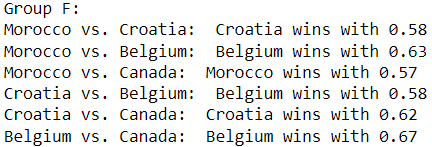 Group F:
Morocco vs. Croatia:  Croatia wins with 0.58
Morocco vs. Belgium:  Belgium wins with 0.63
Morocco vs. Canada:  Morocco wins with 0.57
Croatia vs. Belgium:  Belgium wins with 0.58
Croatia vs. Canada:  Croatia wins with 0.62
Belgium vs. Canada:  Belgium wins with 0.67